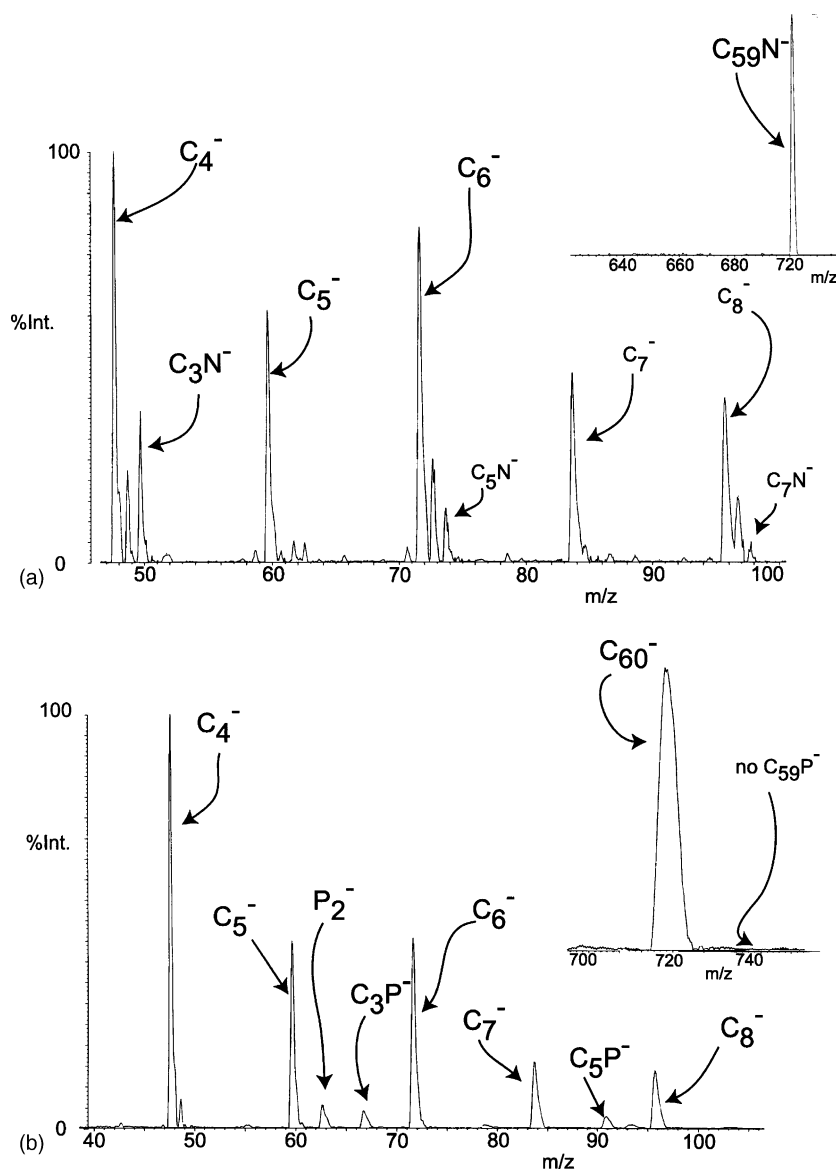 C₅₉N⁻
640 660 680 720
m/z
100
C₄⁻
C₆⁻
C₅⁻
C₈⁻
%Int.
C₃N⁻
C₇⁻
C₅N⁻
C₇N⁻
0
(a)
50 60 70 80 90 100
m/z
C₆₀⁻
100
C₄⁻
no C₅₉P⁻
%Int.
C₅⁻
P₂⁻
C₆⁻
700 720 740
m/z
C₃P⁻
C₇⁻
C₅P⁻
C₈⁻
(b)
0
40 50 60 70 80 90 100
m/z